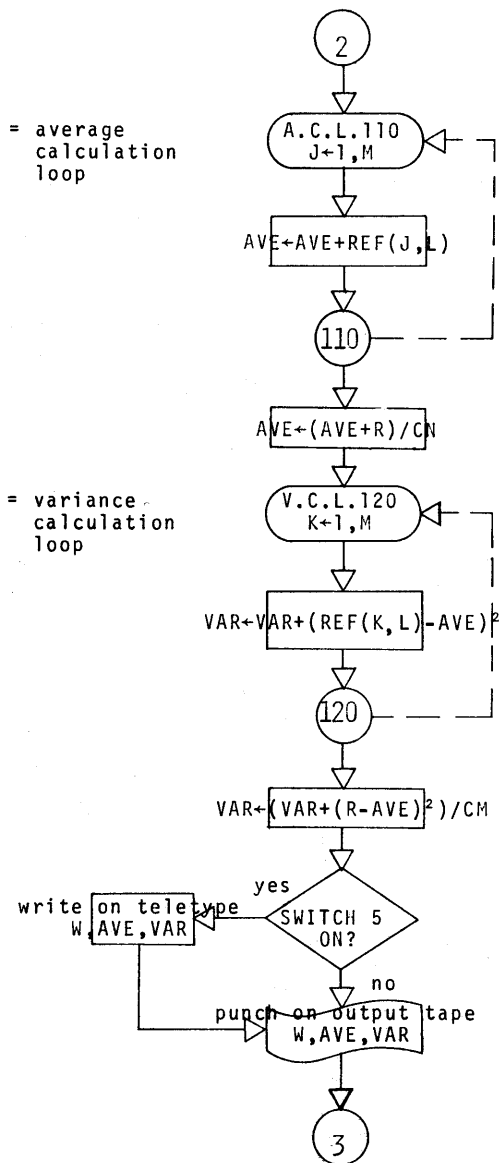 2
= average
calculation
loop
A.C.L.110
J←1,M
AVE←AVE+REF(J,L)
110
AVE←(AVE+R)/CN
= variance
calculation
loop
V.C.L.120
K←1,M
VAR←VAR+(REF(K,L)-AVE)²
120
VAR←(VAR+(R-AVE)²)/CM
yes
write on teletype
W,AVE,VAR
SWITCH 5
ON?
no
punch on output tape
W,AVE,VAR
3